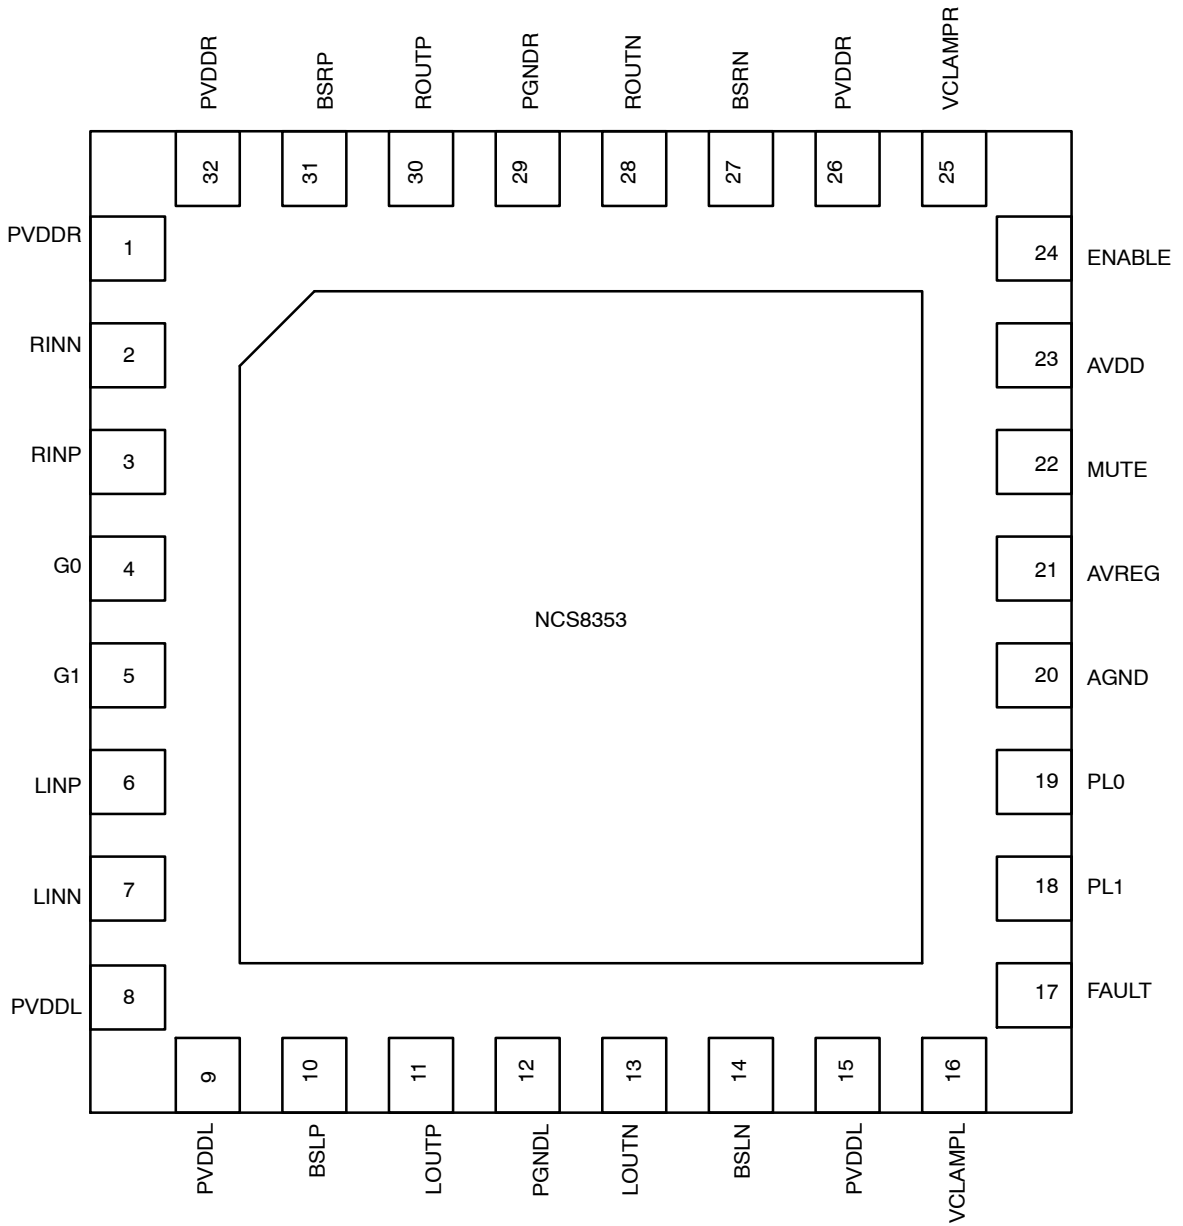 PVDDR
BSRP
ROUTP
PGNDR
ROUTN
BSRN
PVDDR
VCLAMPR
32
31
30
29
28
27
26
25
PVDDR
1
24
ENABLE
RINN
2
23
AVDD
RINP
3
22
MUTE
G0
4
21
AVREG
NCS8353
G1
5
20
AGND
LINP
6
19
PL0
LINN
7
18
PL1
PVDDL
8
17
FAULT
9
10
11
12
13
14
15
16
PVDDL
BSLP
LOUTP
PGNDL
LOUTN
BSLN
PVDDL
VCLAMPL